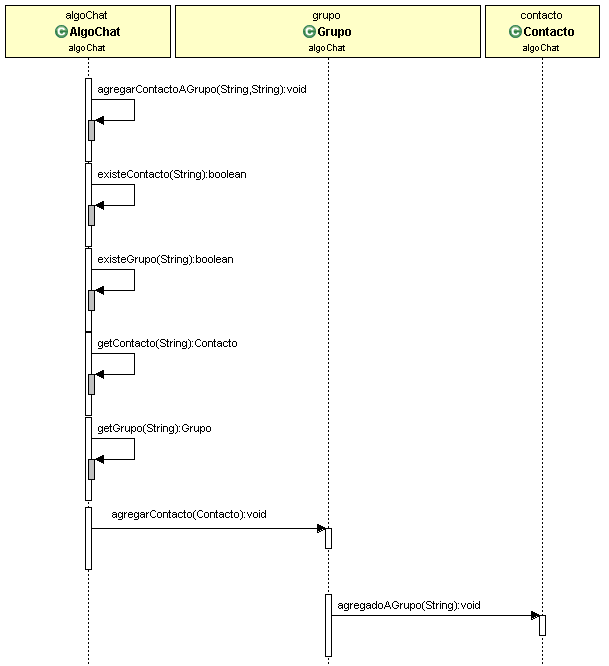 algoChat
AlgoChat
algoChat
grupo
Grupo
algoChat
contacto
Contacto
algoChat
agregarContactoAGrupo(String,String):void
existeContacto(String):boolean
existeGrupo(String):boolean
getContacto(String):Contacto
getGrupo(String):Grupo
agregarContacto(Contacto):void
agregadoAGrupo(String):void